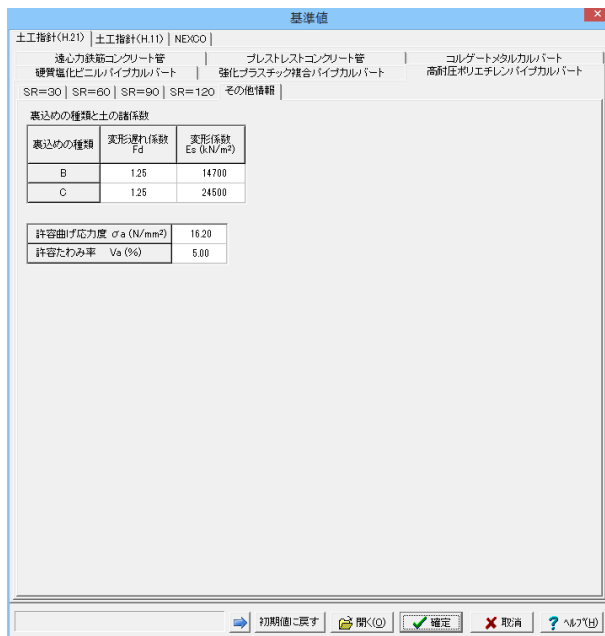 基準値
土工指針(H.21) 土工指針(H.11) NEXCO
遠心力鉄筋コンクリート管 プレストレストコンクリート管 コルゲートメタルカルバート
硬質塩化ビニルパイプカルバート 強化プラスチック複合パイプカルバート 高耐圧ポリエチレンパイプカルバート
SR=30 SR=60 SR=90 SR=120 その他情報
裏込めの種類と土の諸係数
裏込めの種類 変形遅れ係数 Fd 変形係数 Es (kN/m²)
B 1.25 14700
C 1.25 24500
許容曲げ応力度 σa (N/mm²) 16.20
許容たわみ率 Va (%) 5.00
初期値に戻す 開く(O) 確定 取消 ヘルプ(H)